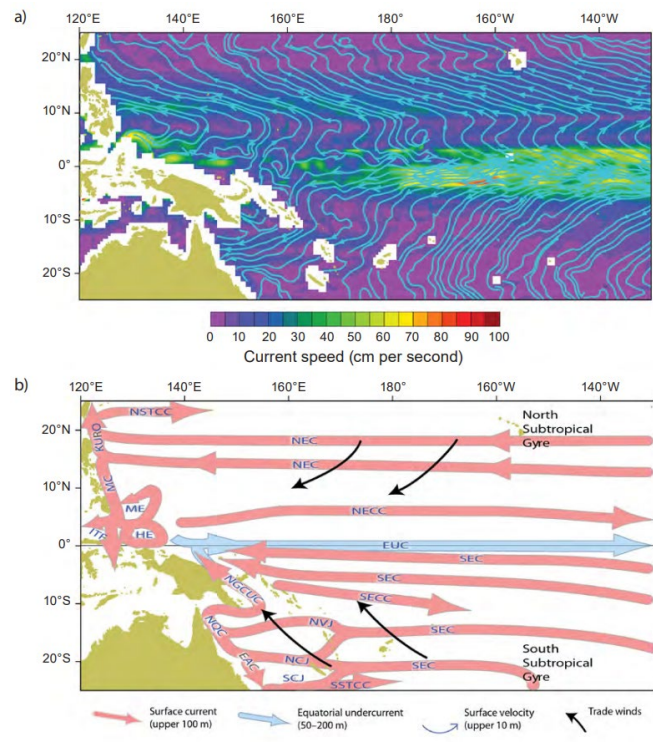 a)
120°E 140°E 160°E 180° 160°W 140°W
20°N
10°N
0°
10°S
20°S
0 10 20 30 40 50 60 70 80 90 100
Current speed (cm per second)
b)
120°E 140°E 160°E 180° 160°W 140°W
NSTCC
20°N
KURO
NEC
North
Subtropical
Gyre
NEC
MC
10°N
ME
NECC
ITF
HE
0°
EUC
SEC
SEC
NGCUC
SECC
10°S
NQC
NVJ
SEC
EAC
NCJ
SEC
South
Subtropical
Gyre
20°S
SCJ
SSTCC
Surface current
(upper 100 m)
Equatorial undercurrent
(50–200 m)
Surface velocity
(upper 10 m)
Trade winds